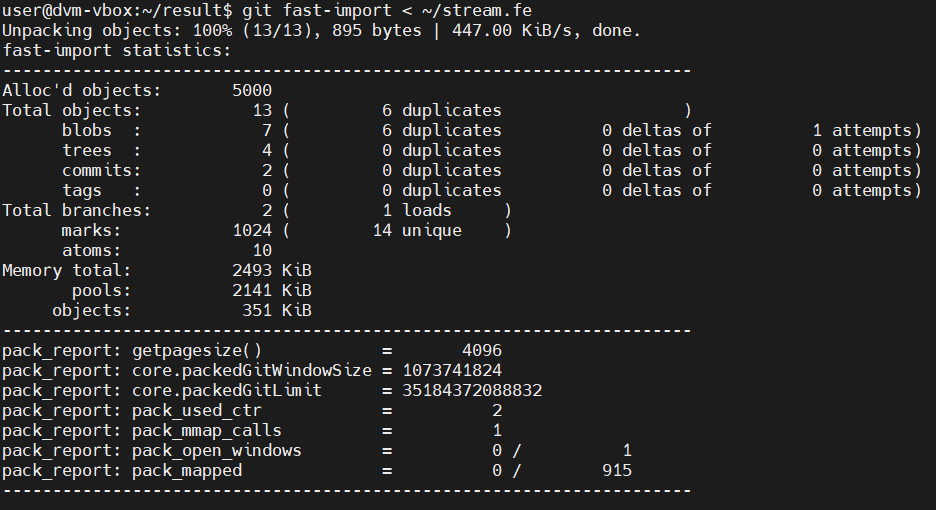 user@dvm-vbox:~/result$ git fast-import < ~/stream.fe
Unpacking objects: 100% (13/13), 895 bytes | 447.00 KiB/s, done.
fast-import statistics:
---------------------------------------------------------------------
Alloc'd objects:       5000
Total objects:           13 (         6 duplicates                  )
      blobs  :            7 (         6 duplicates          0 deltas of          1 attempts)
      trees  :            4 (         0 duplicates          0 deltas of          0 attempts)
      commits:            2 (         0 duplicates          0 deltas of          0 attempts)
      tags   :            0 (         0 duplicates          0 deltas of          0 attempts)
Total branches:           2 (         1 loads     )
      marks:           1024 (        14 unique    )
      atoms:             10
Memory total:          2493 KiB
       pools:          2141 KiB
     objects:           351 KiB
---------------------------------------------------------------------
pack_report: getpagesize()            =       4096
pack_report: core.packedGitWindowSize = 1073741824
pack_report: core.packedGitLimit      = 35184372088832
pack_report: pack_used_ctr            =          2
pack_report: pack_mmap_calls          =          1
pack_report: pack_open_windows        =          0 /          1
pack_report: pack_mapped              =          0 /        915
---------------------------------------------------------------------